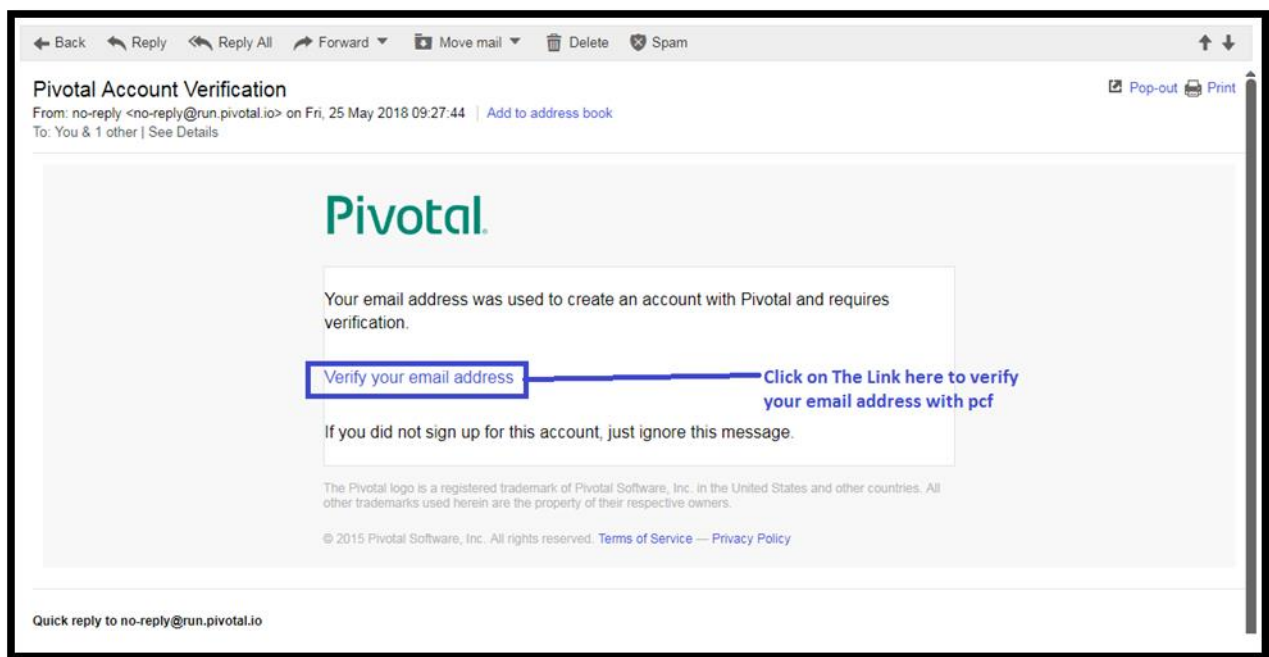 Back Reply Reply All Forward Move mail Delete Spam
Pivotal Account Verification
Pop-out Print
From: no-reply <no-reply@run.pivotal.io> on Fri, 25 May 2018 09:27:44 | Add to address book
To: You & 1 other | See Details
Pivotal.
Your email address was used to create an account with Pivotal and requires
verification.
Verify your email address
Click on The Link here to verify
your email address with pcf
If you did not sign up for this account, just ignore this message.
The Pivotal logo is a registered trademark of Pivotal Software, Inc. in the United States and other countries. All
other trademarks used herein are the property of their respective owners.
© 2015 Pivotal Software, Inc. All rights reserved. Terms of Service — Privacy Policy
Quick reply to no-reply@run.pivotal.io